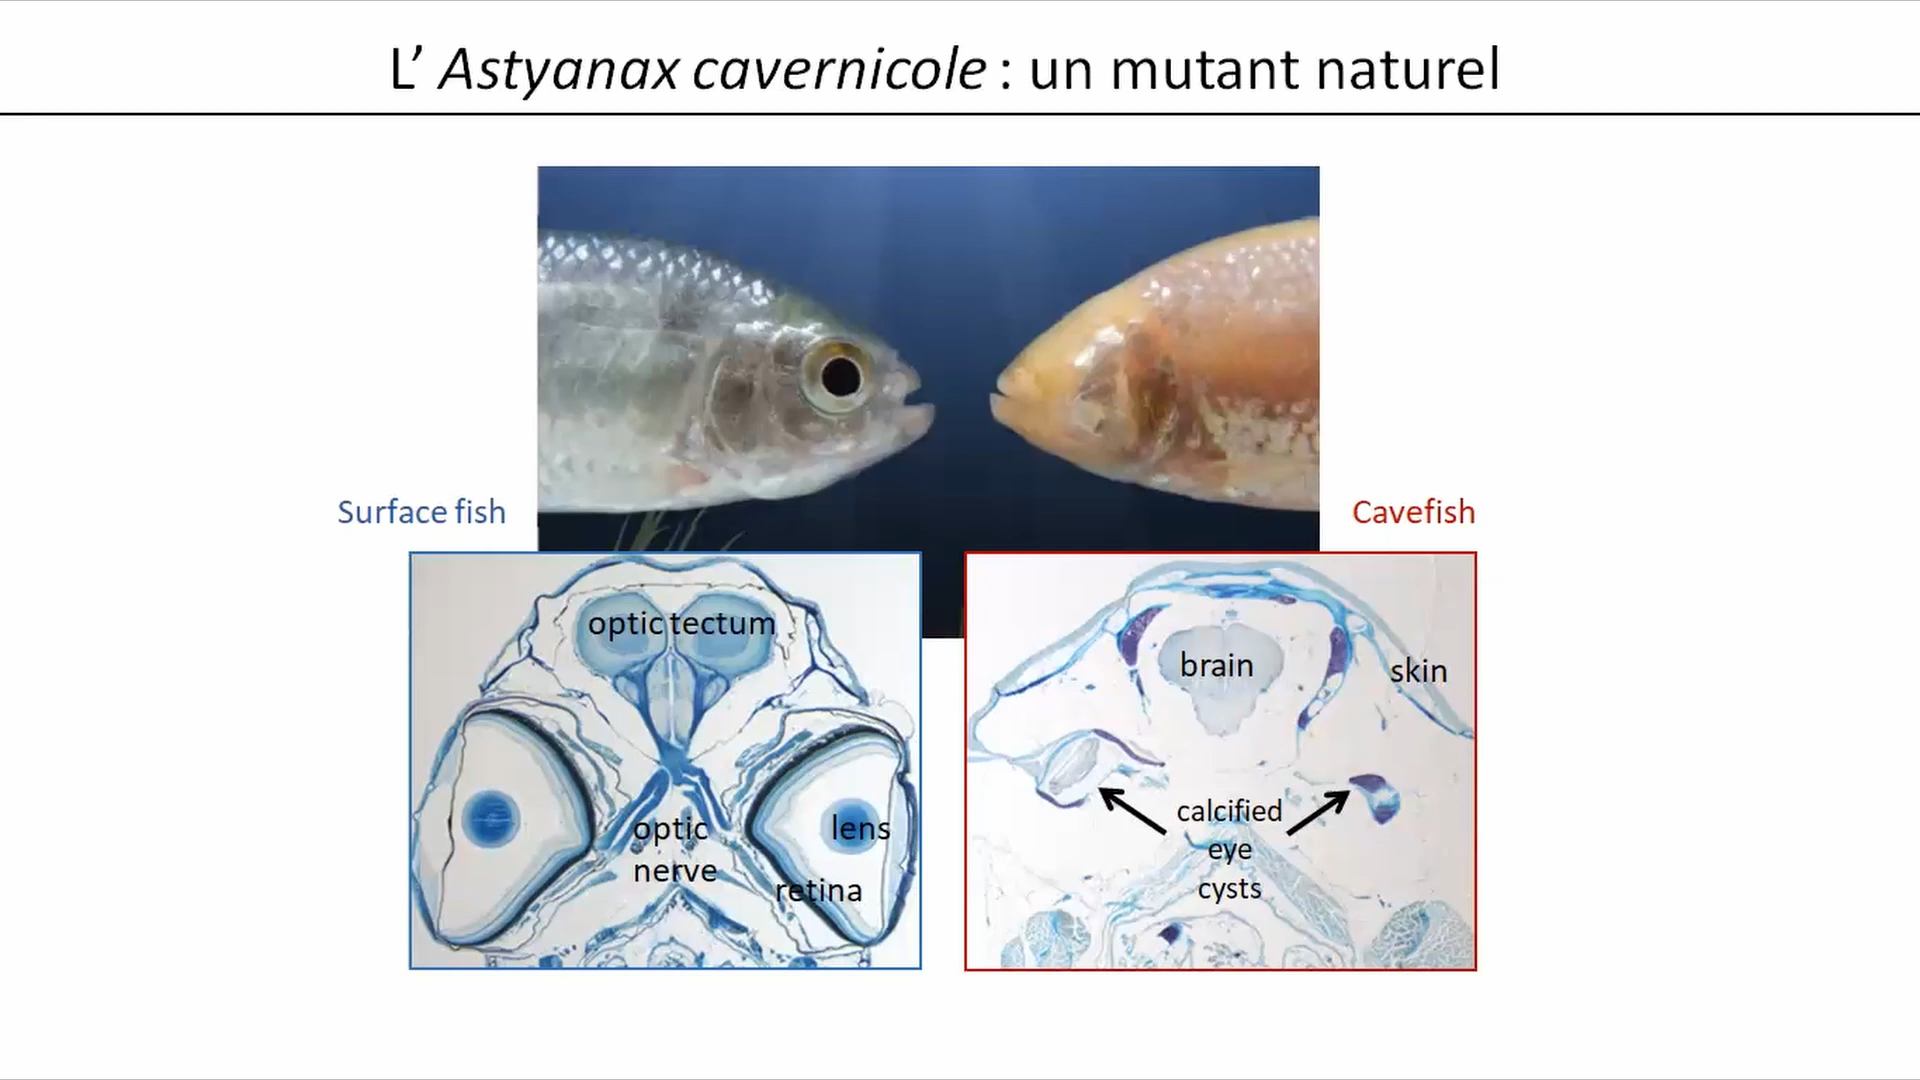 L’ Astyanax cavernicole : un mutant naturel
Surface fish
Cavefish
optic tectum
optic
nerve
lens
retina
brain
skin
calcified
eye
cysts